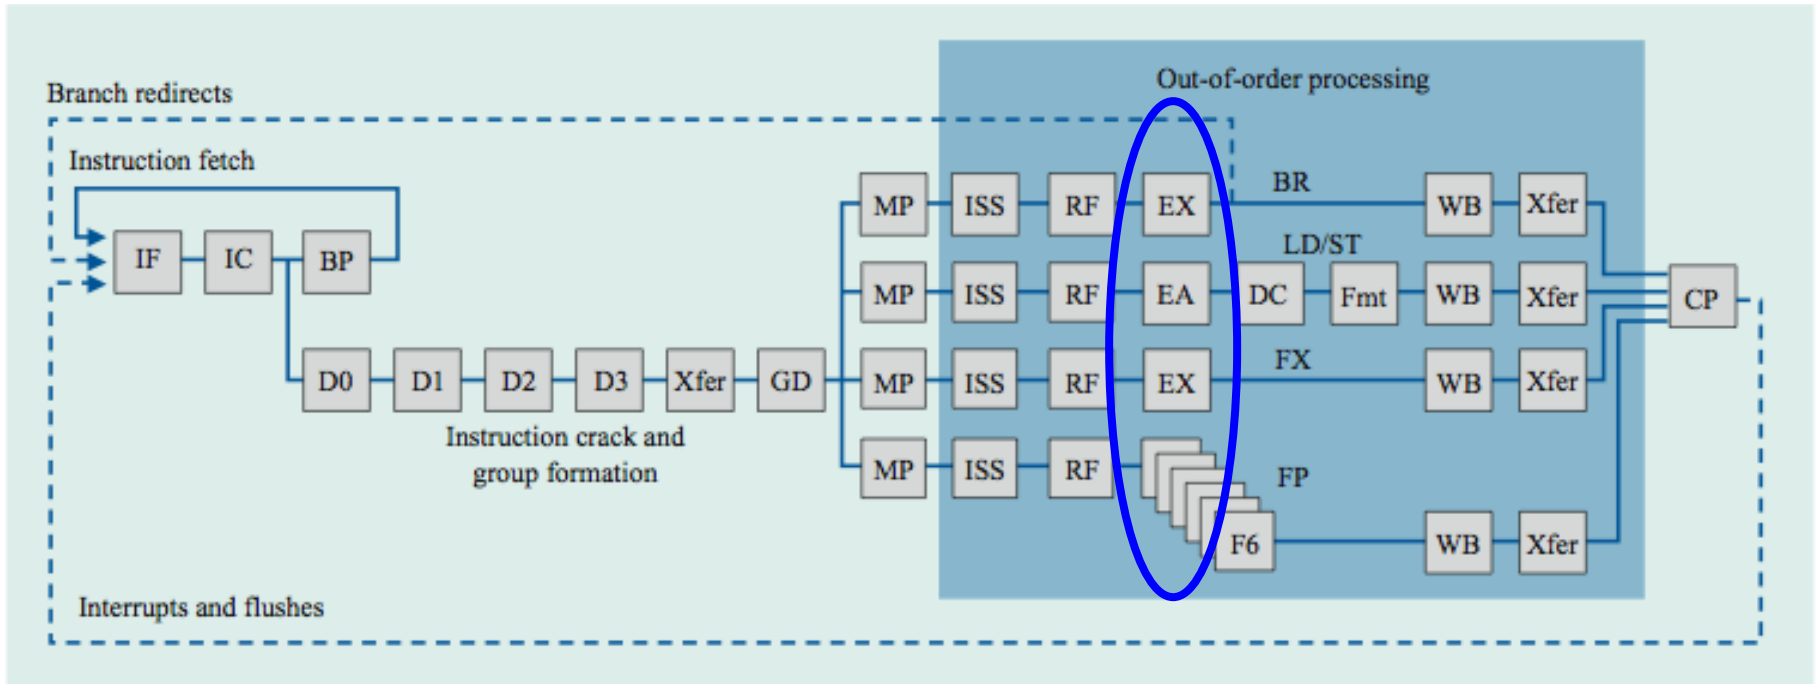 Out-of-order processing
Branch redirects
Instruction fetch
BR
MP ISS RF EX WB Xfer
LD/ST
IF IC BP
MP ISS RF EA DC Fmt WB Xfer CP
FX
D0 D1 D2 D3 Xfer GD MP ISS RF EX WB Xfer
Instruction crack and
group formation
MP ISS RF FP
F6 WB Xfer
Interrupts and flushes